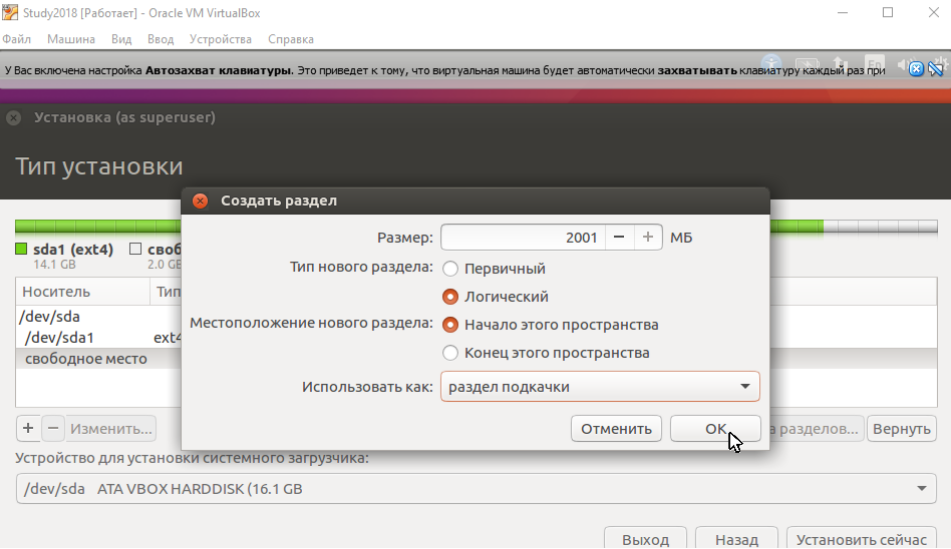 Study2018 [Работает] - Oracle VM VirtualBox
Файл Машина Вид Ввод Устройства Справка
У Вас включена настройка Автозахват клавиатуры. Это приведет к тому, что виртуальная машина будет автоматически захватывать клавиатуру каждый раз при
Установка (as superuser)
Тип установки
Создать раздел
Размер: 2001 − + МБ
Тип нового раздела: Первичный
Логический
Местоположение нового раздела: Начало этого пространства
Конец этого пространства
Использовать как: раздел подкачки
Отменить OK
sda1 (ext4) своб
14.1 GB 2.0 GB
Носитель Тип
/dev/sda
/dev/sda1 ext4
свободное место
+ − Изменить... а разделов... Вернуть
Устройство для установки системного загрузчика:
/dev/sda ATA VBOX HARDDISK (16.1 GB
Выход Назад Установить сейчас